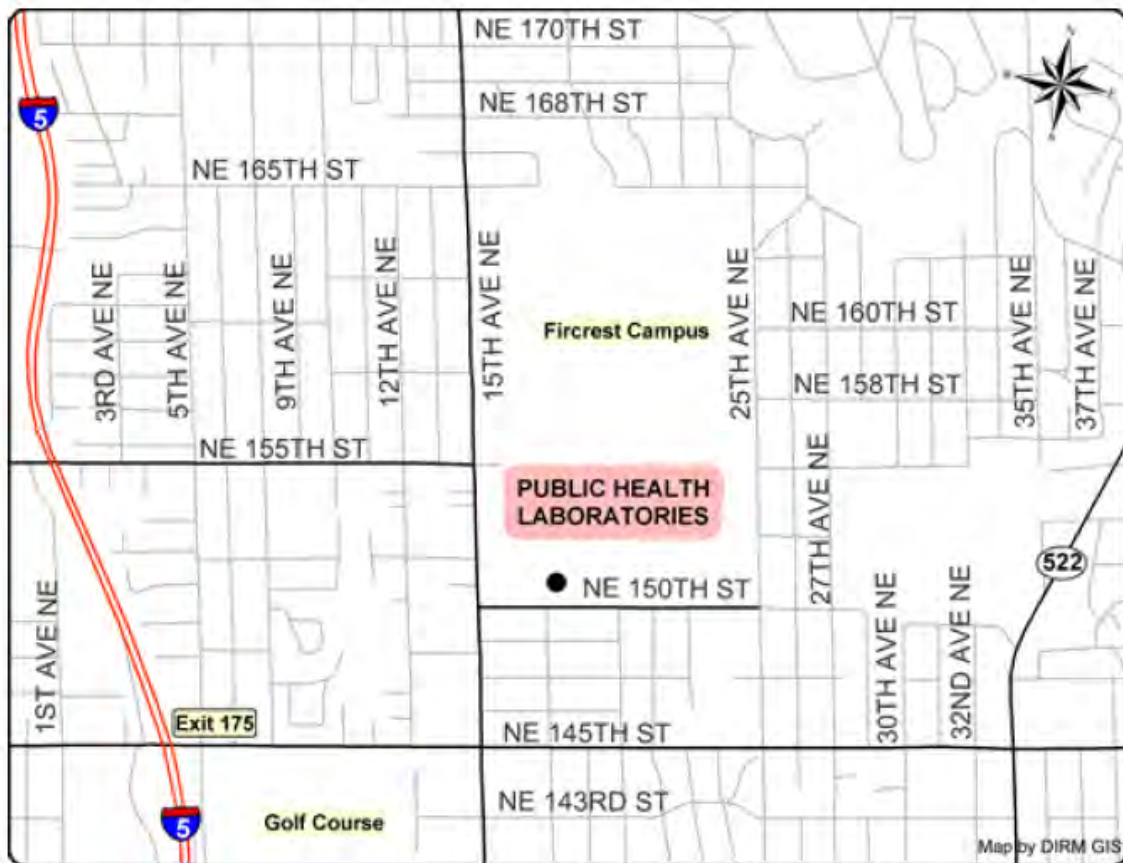 NE 170TH ST
5
NE 168TH ST
NE 165TH ST
3RD AVE NE
5TH AVE NE
9TH AVE NE
12TH AVE NE
15TH AVE NE
Fircrest Campus
25TH AVE NE
NE 160TH ST
NE 158TH ST
35TH AVE NE
37TH AVE NE
NE 155TH ST
PUBLIC HEALTH
LABORATORIES
27TH AVE NE
522
NE 150TH ST
1ST AVE NE
30TH AVE NE
32ND AVE NE
Exit 175
NE 145TH ST
NE 143RD ST
5
Golf Course
Map by DIRM GIS